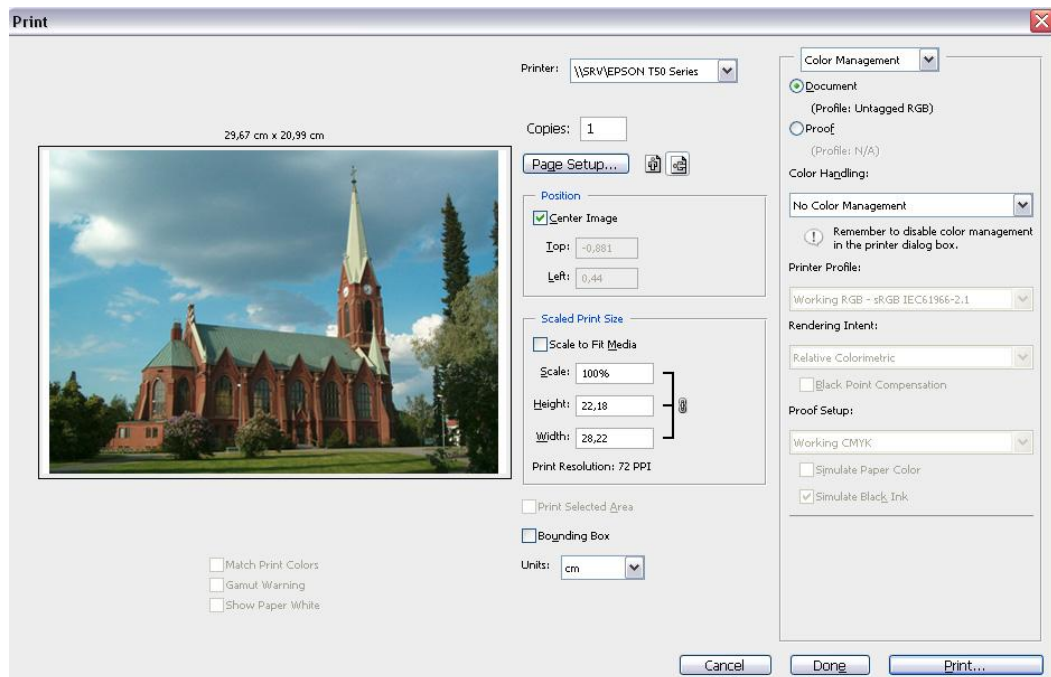 Print
29,67 cm x 20,99 cm
Match Print Colors
Gamut Warning
Show Paper White
Printer: \\SRV\EPSON T50 Series
Copies: 1
Page Setup...
Position
Center Image
Top: -0,881
Left: 0,44
Scaled Print Size
Scale to Fit Media
Scale: 100%
Height: 22,18
Width: 28,22
Print Resolution: 72 PPI
Print Selected Area
Bounding Box
Units: cm
Color Management
Document
(Profile: Untagged RGB)
Proof
(Profile: N/A)
Color Handling:
No Color Management
Remember to disable color management
in the printer dialog box.
Printer Profile:
Working RGB - sRGB IEC61966-2.1
Rendering Intent:
Relative Colorimetric
Black Point Compensation
Proof Setup:
Working CMYK
Simulate Paper Color
Simulate Black Ink
Cancel
Done
Print...